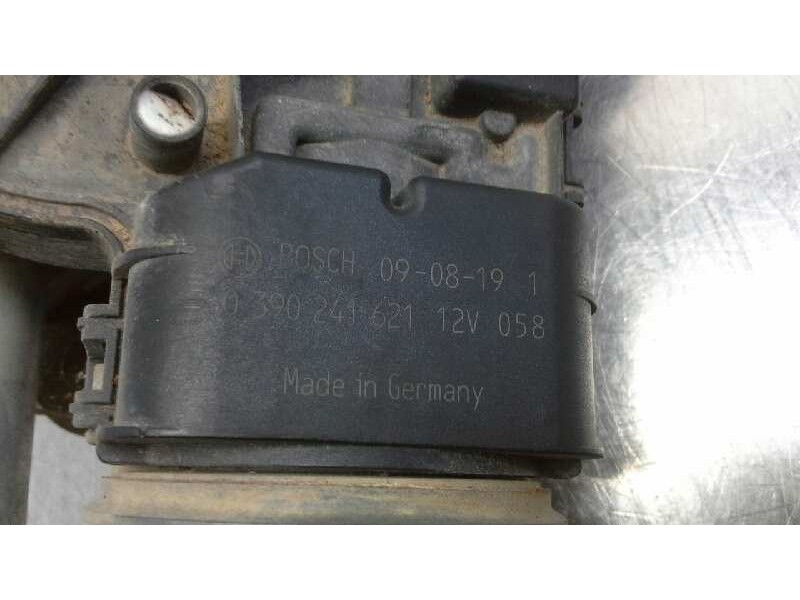 BOSCH 09-08-19 1
0 390 241 621 12V 058
Made in Germany